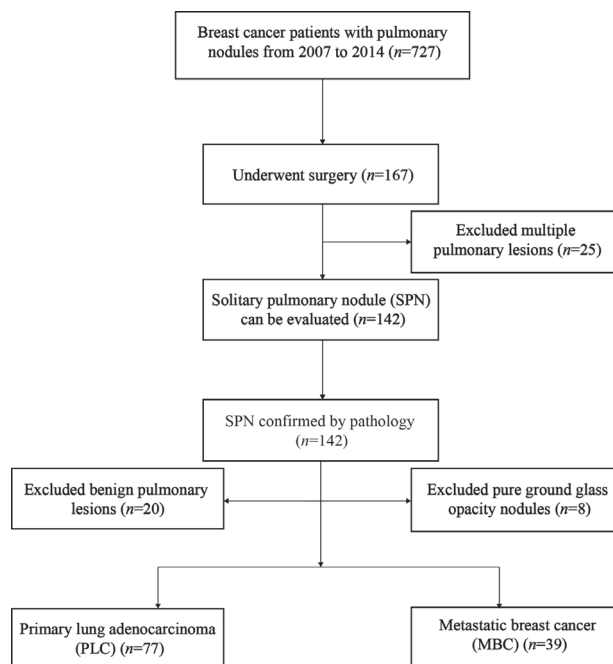 Breast cancer patients with pulmonary
nodules from 2007 to 2014 (n=727)
Underwent surgery (n=167)
Excluded multiple
pulmonary lesions (n=25)
Solitary pulmonary nodule (SPN)
can be evaluated (n=142)
SPN confirmed by pathology
(n=142)
Excluded benign pulmonary
lesions (n=20)
Excluded pure ground glass
opacity nodules (n=8)
Primary lung adenocarcinoma
(PLC) (n=77)
Metastatic breast cancer
(MBC) (n=39)